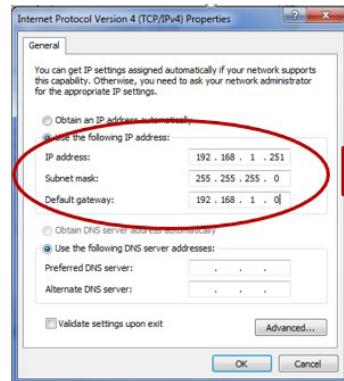 Internet Protocol Version 4 (TCP/IPv4) Properties
General
You can get IP settings assigned automatically if your network supports
this capability. Otherwise, you need to ask your network administrator
for the appropriate IP settings.
Obtain an IP address automatically
Use the following IP address:
IP address: 192 . 168 . 1 . 251
Subnet mask: 255 . 255 . 255 . 0
Default gateway: 192 . 168 . 1 . 0
Obtain DNS server address automatically
Use the following DNS server addresses:
Preferred DNS server: . . .
Alternate DNS server: . . .
Validate settings upon exit
Advanced...
OK Cancel